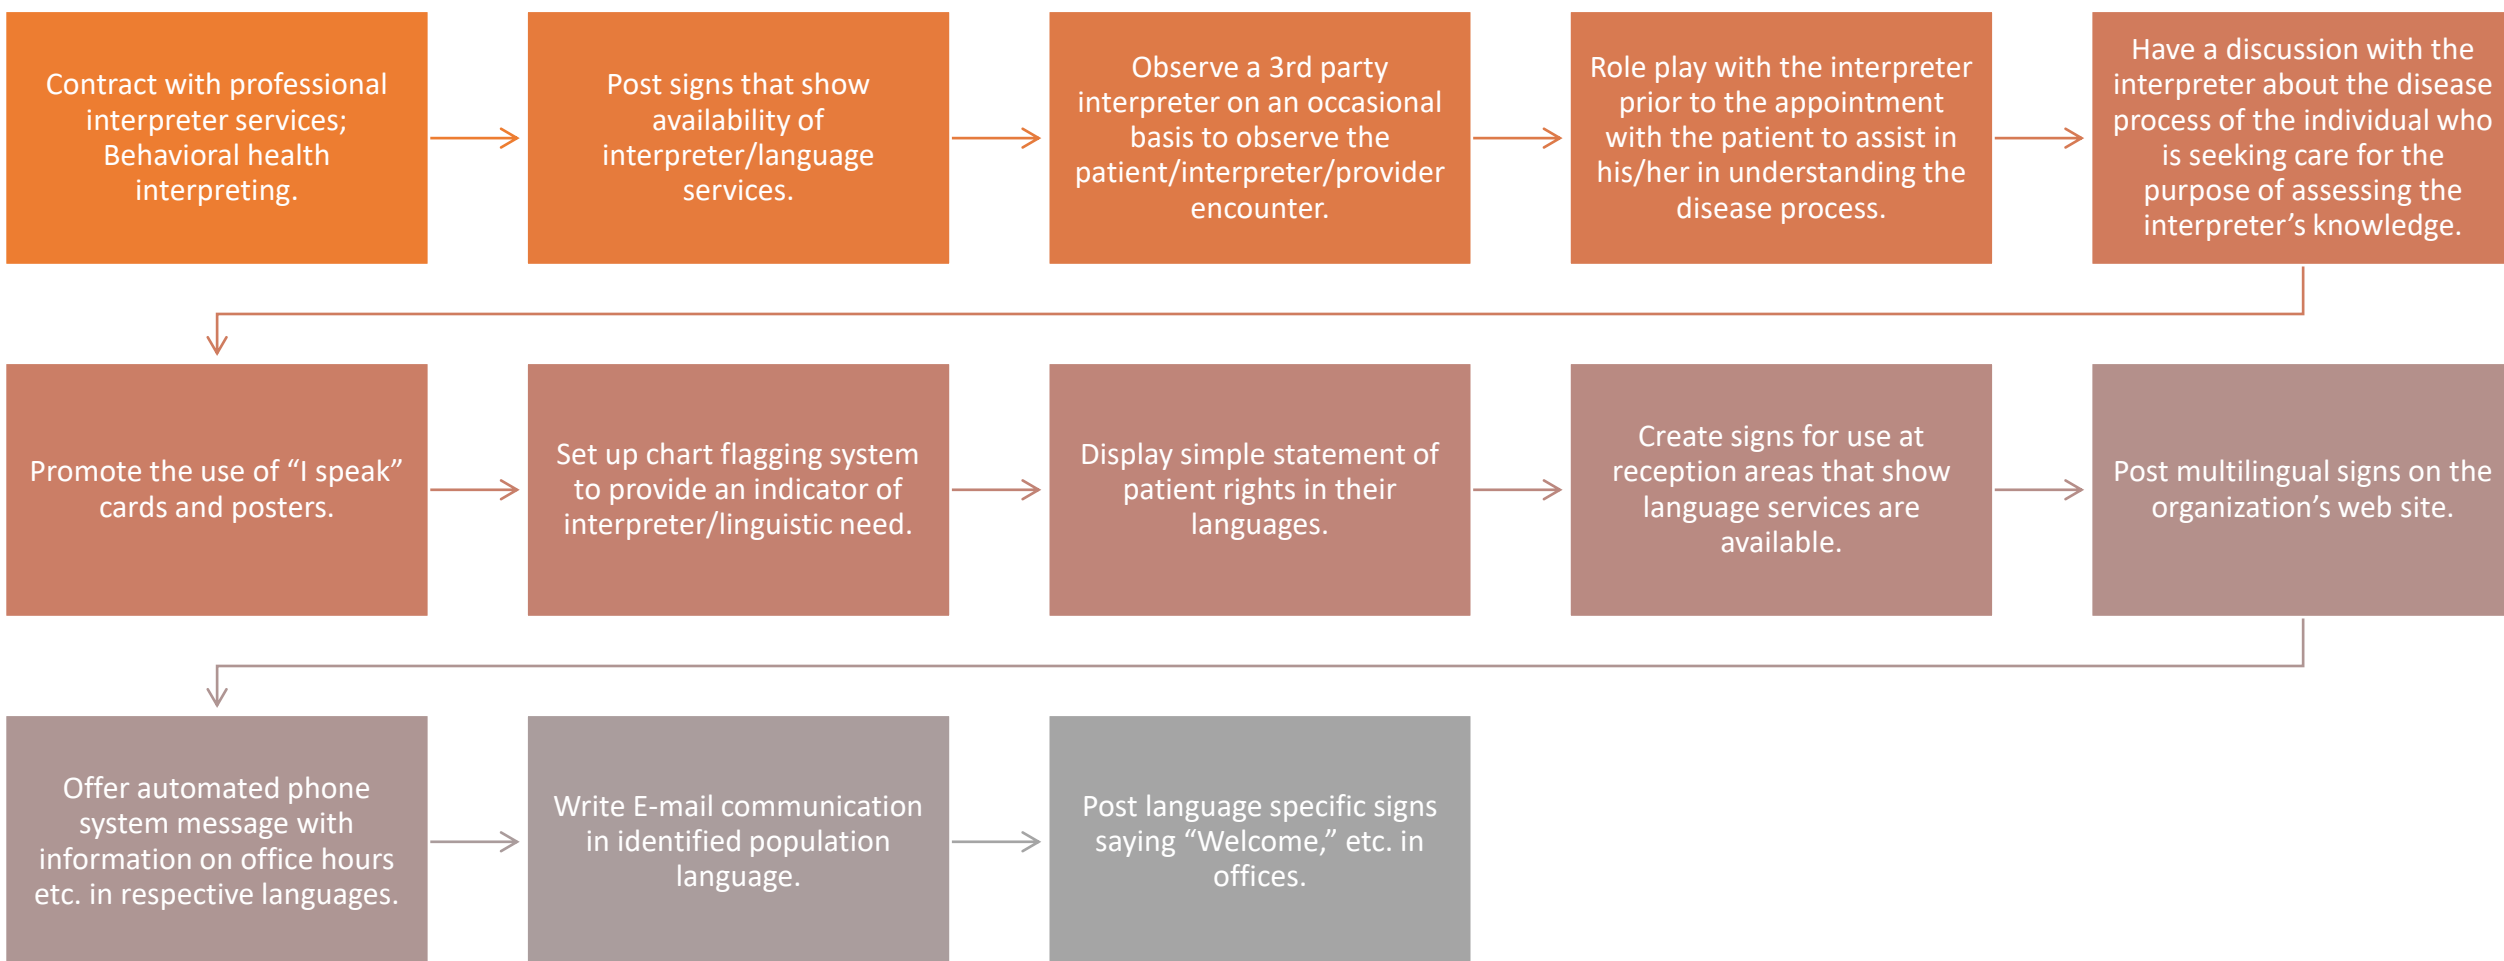 Contract with professional
interpreter services;
Behavioral health
interpreting.
Post signs that show
availability of
interpreter/language
services.
Observe a 3rd party
interpreter on an occasional
basis to observe the
patient/interpreter/provider
encounter.
Role play with the interpreter
prior to the appointment
with the patient to assist in
his/her in understanding the
disease process.
Have a discussion with the
interpreter about the disease
process of the individual who
is seeking care for the
purpose of assessing the
interpreter’s knowledge.
Promote the use of “I speak”
cards and posters.
Set up chart flagging system
to provide an indicator of
interpreter/linguistic need.
Display simple statement of
patient rights in their
languages.
Create signs for use at
reception areas that show
language services are
available.
Post multilingual signs on the
organization’s web site.
Offer automated phone
system message with
information on office hours
etc. in respective languages.
Write E-mail communication
in identified population
language.
Post language specific signs
saying “Welcome,” etc. in
offices.